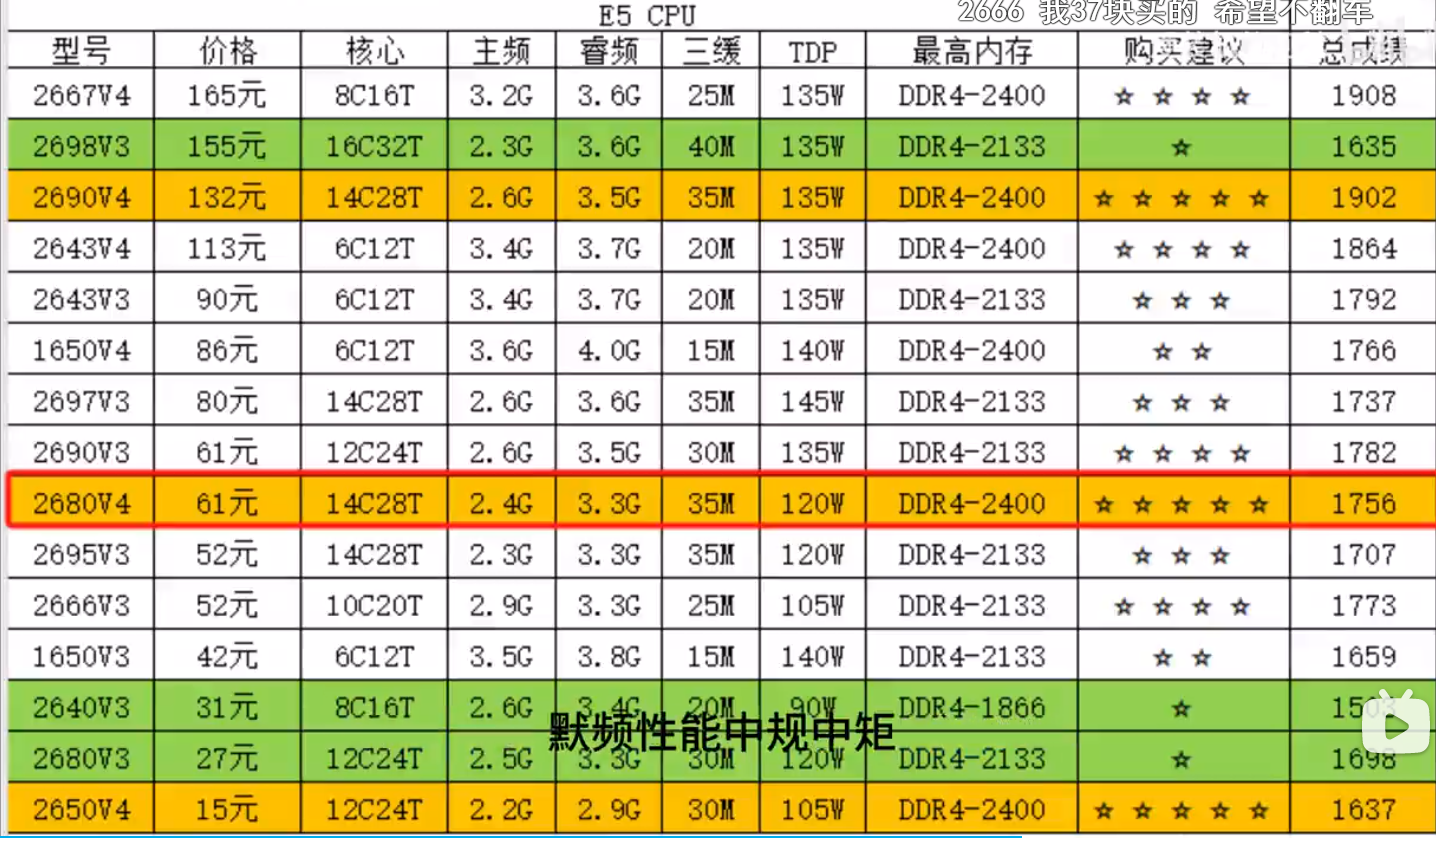 E5 CPU
2666 我37块买的 希望不翻车
型号 价格 核心 主频 睿频 三缓 TDP 最高内存 购买建议 总成绩
2667V4 165元 8C16T 3.2G 3.6G 25M 135W DDR4-2400 ☆ ☆ ☆ ☆ 1908
2698V3 155元 16C32T 2.3G 3.6G 40M 135W DDR4-2133 ☆ 1635
2690V4 132元 14C28T 2.6G 3.5G 35M 135W DDR4-2400 ☆ ☆ ☆ ☆ ☆ 1902
2643V4 113元 6C12T 3.4G 3.7G 20M 135W DDR4-2400 ☆ ☆ ☆ ☆ 1864
2643V3 90元 6C12T 3.4G 3.7G 20M 135W DDR4-2133 ☆ ☆ ☆ 1792
1650V4 86元 6C12T 3.6G 4.0G 15M 140W DDR4-2400 ☆ ☆ 1766
2697V3 80元 14C28T 2.6G 3.6G 35M 145W DDR4-2133 ☆ ☆ ☆ 1737
2690V3 61元 12C24T 2.6G 3.5G 30M 135W DDR4-2133 ☆ ☆ ☆ ☆ 1782
2680V4 61元 14C28T 2.4G 3.3G 35M 120W DDR4-2400 ☆ ☆ ☆ ☆ ☆ 1756
2695V3 52元 14C28T 2.3G 3.3G 35M 120W DDR4-2133 ☆ ☆ ☆ 1707
2666V3 52元 10C20T 2.9G 3.3G 25M 105W DDR4-2133 ☆ ☆ ☆ ☆ 1773
1650V3 42元 6C12T 3.5G 3.8G 15M 140W DDR4-2133 ☆ ☆ 1659
2640V3 31元 8C16T 2.6G 3.4G 20M 90W DDR4-1866 ☆
默频性能中规中矩
2680V3 27元 12C24T 2.5G 3.3G 30M 120W DDR4-2133 ☆ 1698
2650V4 15元 12C24T 2.2G 2.9G 30M 105W DDR4-2400 ☆ ☆ ☆ ☆ ☆ 1637